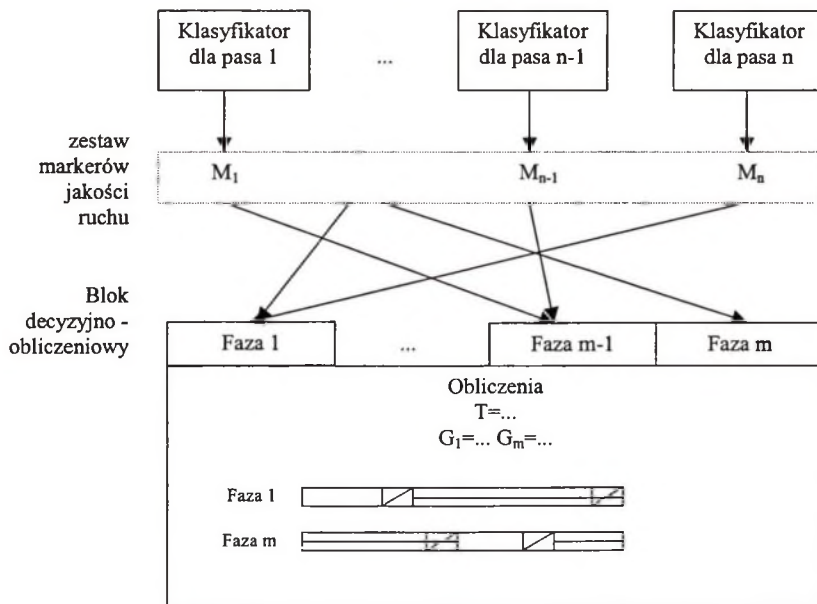 Klasyfikator
dla pasa 1
...
Klasyfikator
dla pasa n-1
Klasyfikator
dla pasa n
zestaw
markerów
jakości
ruchu
M₁
Mₙ₋₁
Mₙ
Blok
decyzyjno -
obliczeniowy
Faza 1
...
Faza m-1
Faza m
Obliczenia
T=...
G₁=... Gₘ=...
Faza 1
Faza m